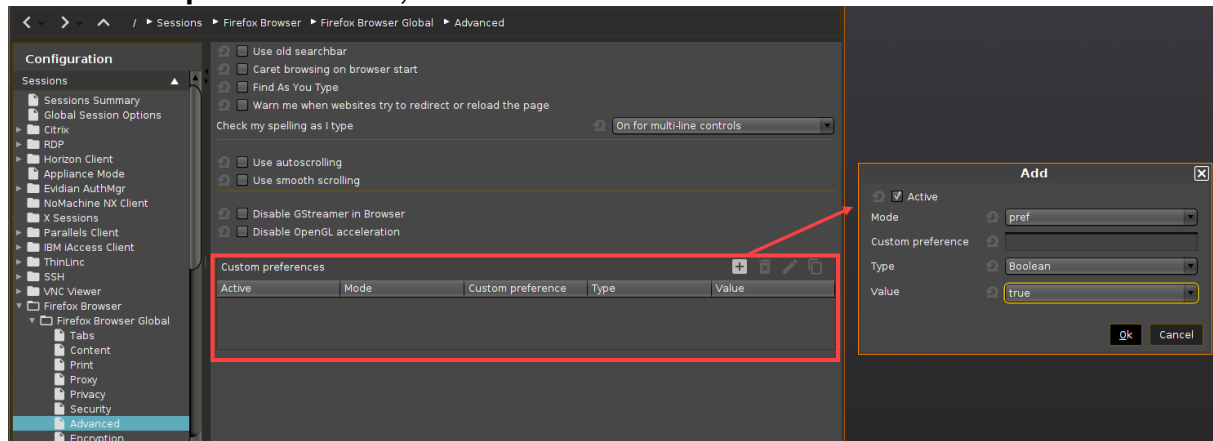 / ▸ Sessions ▸ Firefox Browser ▸ Firefox Browser Global ▸ Advanced
Configuration
Sessions
Sessions Summary
Global Session Options
Citrix
RDP
Horizon Client
Appliance Mode
Evidian AuthMgr
NoMachine NX Client
X Sessions
Parallels Client
IBM iAccess Client
ThinLinc
SSH
VNC Viewer
Firefox Browser
Firefox Browser Global
Tabs
Content
Print
Proxy
Privacy
Security
Advanced
Encryption
Use old searchbar
Caret browsing on browser start
Find As You Type
Warn me when websites try to redirect or reload the page
Check my spelling as I type On for multi-line controls
Use autoscrolling
Use smooth scrolling
Disable GStreamer in Browser
Disable OpenGL acceleration
Custom preferences
Active Mode Custom preference Type Value
Add
Active
Mode pref
Custom preference
Type Boolean
Value true
Ok Cancel